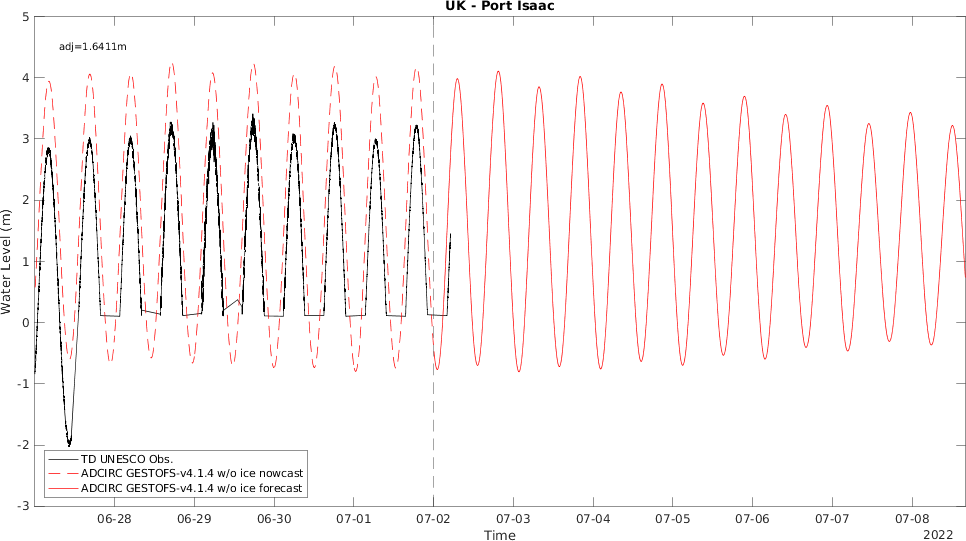 UK - Port Isaac
adj=1.6411m
Water Level (m)
5
4
3
2
1
0
-1
-2
-3
TD UNESCO Obs.
ADCIRC GESTOFS-v4.1.4 w/o ice nowcast
ADCIRC GESTOFS-v4.1.4 w/o ice forecast
06-28 06-29 06-30 07-01 07-02 07-03 07-04 07-05 07-06 07-07 07-08
Time
2022